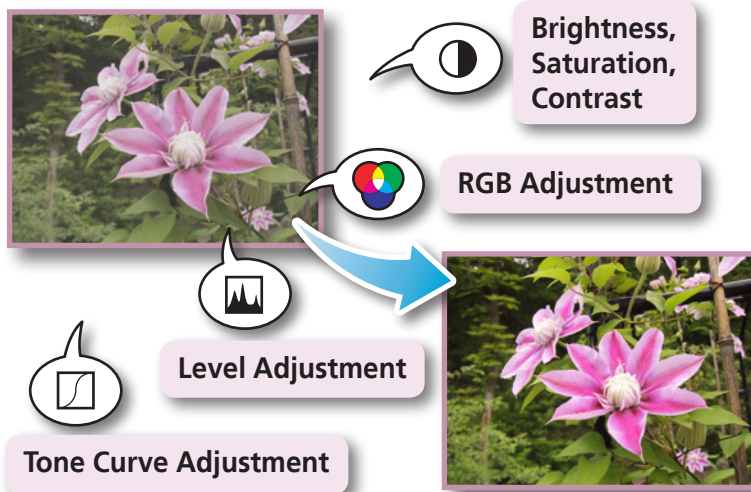 Brightness,
Saturation,
Contrast
RGB Adjustment
Level Adjustment
Tone Curve Adjustment